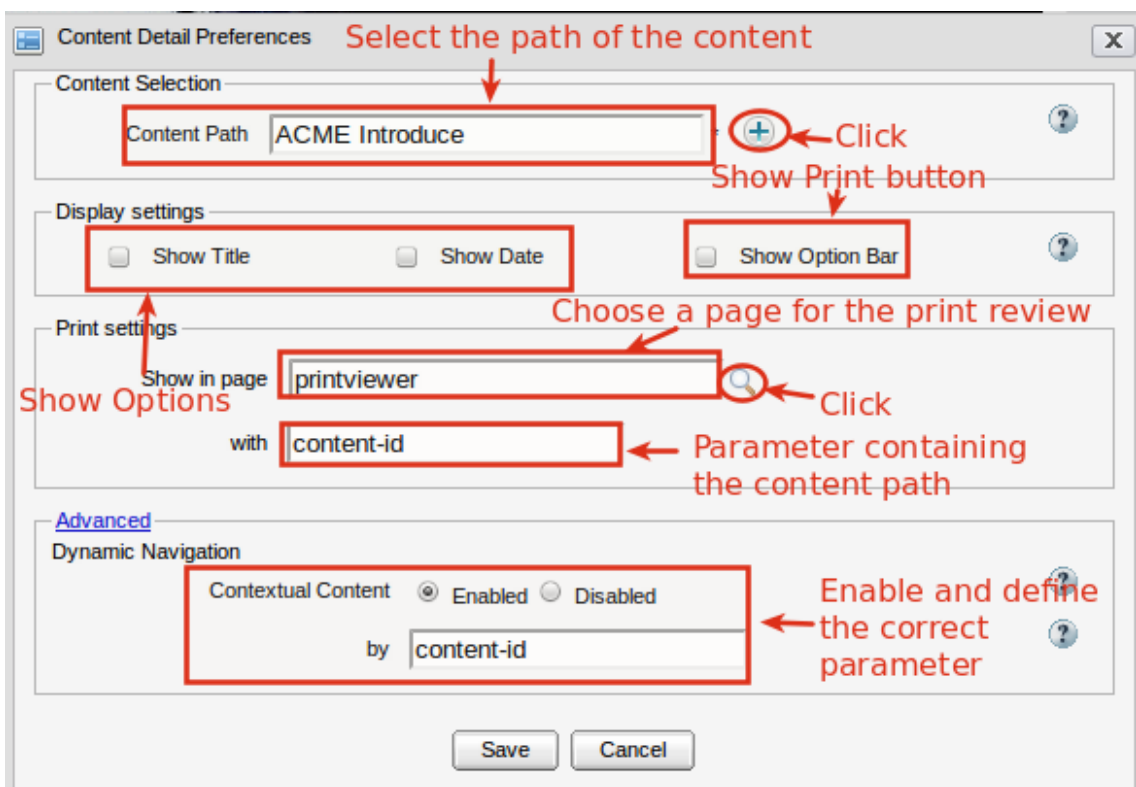 Content Detail Preferences
Select the path of the content
X
Content Selection
Content Path
ACME Introduce
*
Click
?
Show Print button
Display settings
Show Title
Show Date
Show Option Bar
?
Choose a page for the print review
Print settings
Show in page
printviewer
Show Options
Click
with
content-id
Parameter containing
the content path
Advanced
Dynamic Navigation
Contextual Content
Enabled
Disabled
?
by
content-id
?
Enable and define
the correct
parameter
Save
Cancel